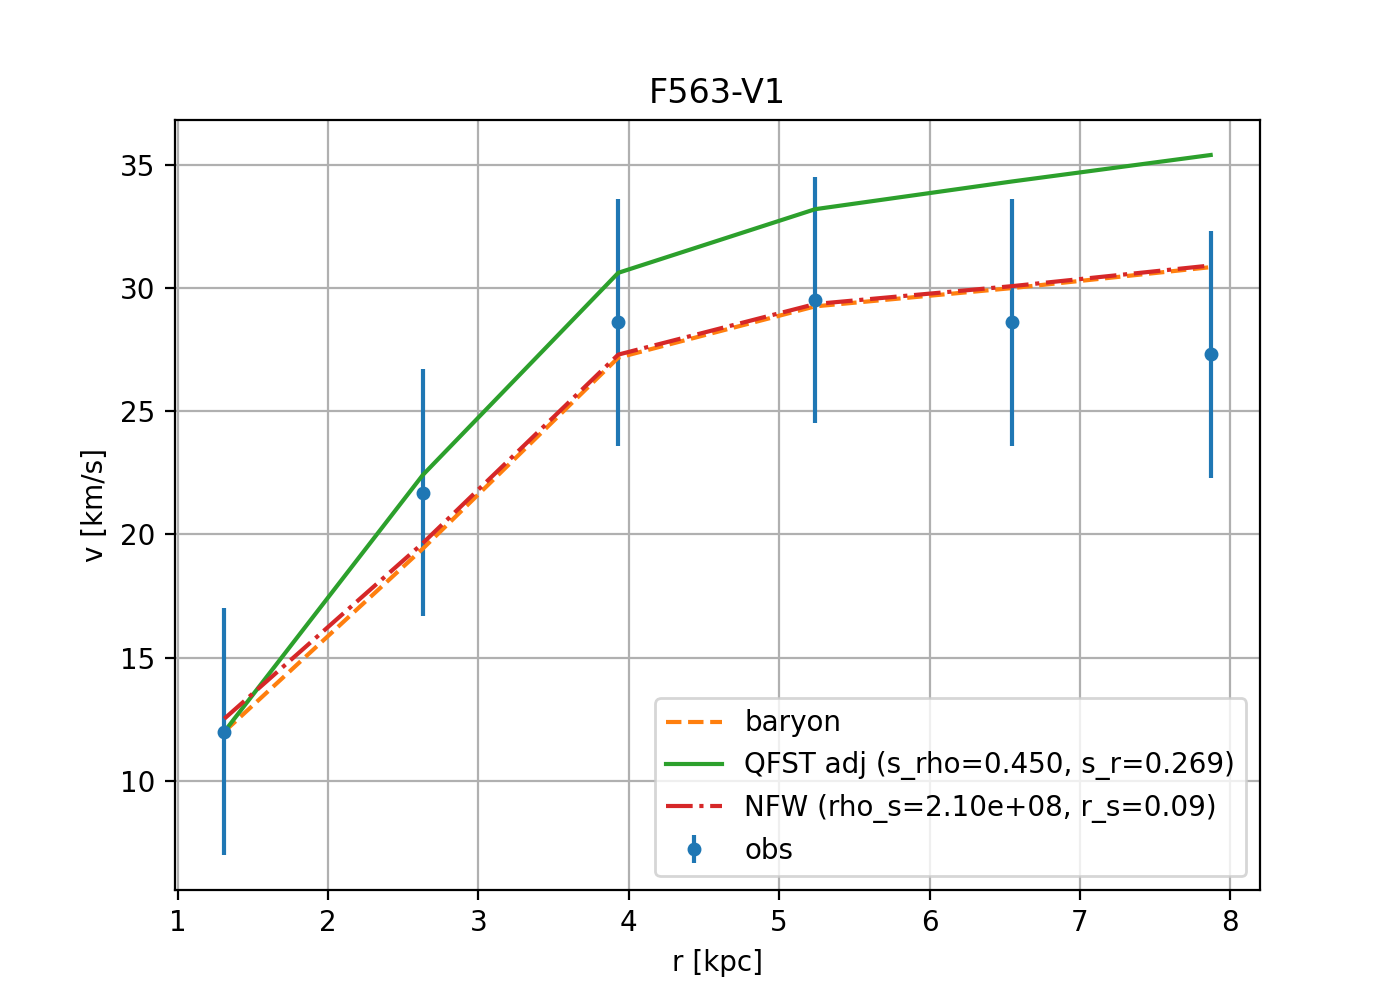 F563-V1
v [km/s]
35
30
25
20
15
10
baryon
QFST adj (s_rho=0.450, s_r=0.269)
NFW (rho_s=2.10e+08, r_s=0.09)
obs
1 2 3 4 5 6 7 8
r [kpc]